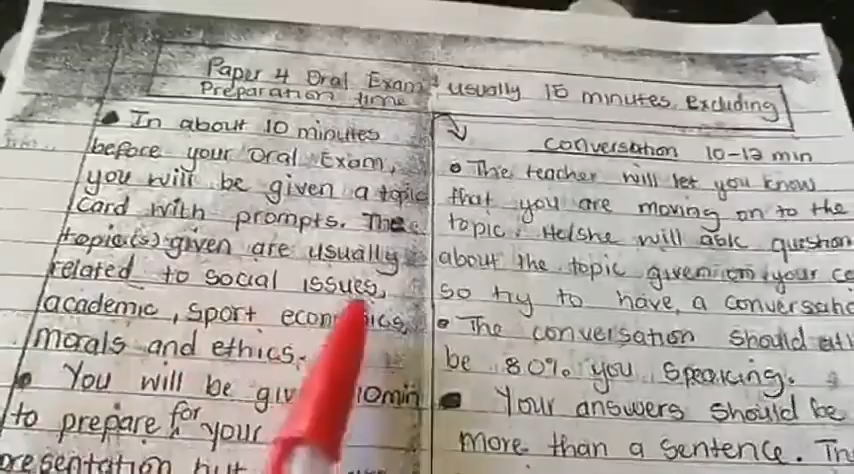 Paper 4 Oral Exam: usually 15 minutes, excluding
Preparation time
• In about 10 minutes
before your Oral Exam,
you will be given a topic
card with prompts. The
topic(s) given are usually
related to social issues,
academic, sport
morals and ethics.
• You will be 10min
to prepare for your
presentation but
conversation 10-12 min
• The teacher will let you know
that you are moving on to the
topic. He/she will ask question
about the topic given on your
so try to have, a
• The conversation should
be 80% you speaking.
• Your answers should be
more than a sentence.